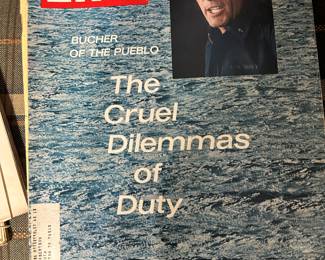 BUCHER
OF THE PUEBLO
The
Cruel
Dilemmas
of
Duty